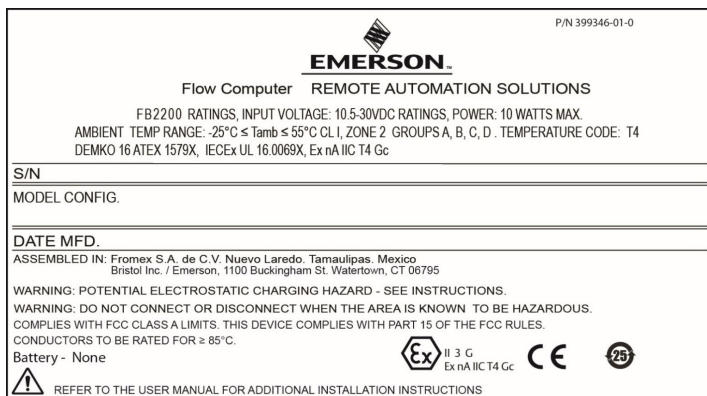 P/N 399346-01-0
EMERSON™
Flow Computer REMOTE AUTOMATION SOLUTIONS
FB2200 RATINGS, INPUT VOLTAGE: 10.5-30VDC RATINGS, POWER: 10 WATTS MAX.
AMBIENT TEMP RANGE: -25°C ≤ Tamb ≤ 55°C CL I, ZONE 2 GROUPS A, B, C, D . TEMPERATURE CODE: T4
DEMKO 16 ATEX 1579X, IECEx UL 16.0069X, Ex nA IIC T4 Gc
S/N
MODEL CONFIG.
DATE MFD.
ASSEMBLED IN: Fromex S.A. de C.V. Nuevo Laredo. Tamaulipas. Mexico
Bristol Inc. / Emerson, 1100 Buckingham St. Watertown, CT 06795
WARNING: POTENTIAL ELECTROSTATIC CHARGING HAZARD - SEE INSTRUCTIONS.
WARNING: DO NOT CONNECT OR DISCONNECT WHEN THE AREA IS KNOWN TO BE HAZARDOUS.
COMPLIES WITH FCC CLASS A LIMITS. THIS DEVICE COMPLIES WITH PART 15 OF THE FCC RULES.
CONDUCTORS TO BE RATED FOR ≥ 85°C.
Battery - None
Ex II 3 G
Ex nA IIC T4 Gc
CE
25
REFER TO THE USER MANUAL FOR ADDITIONAL INSTALLATION INSTRUCTIONS